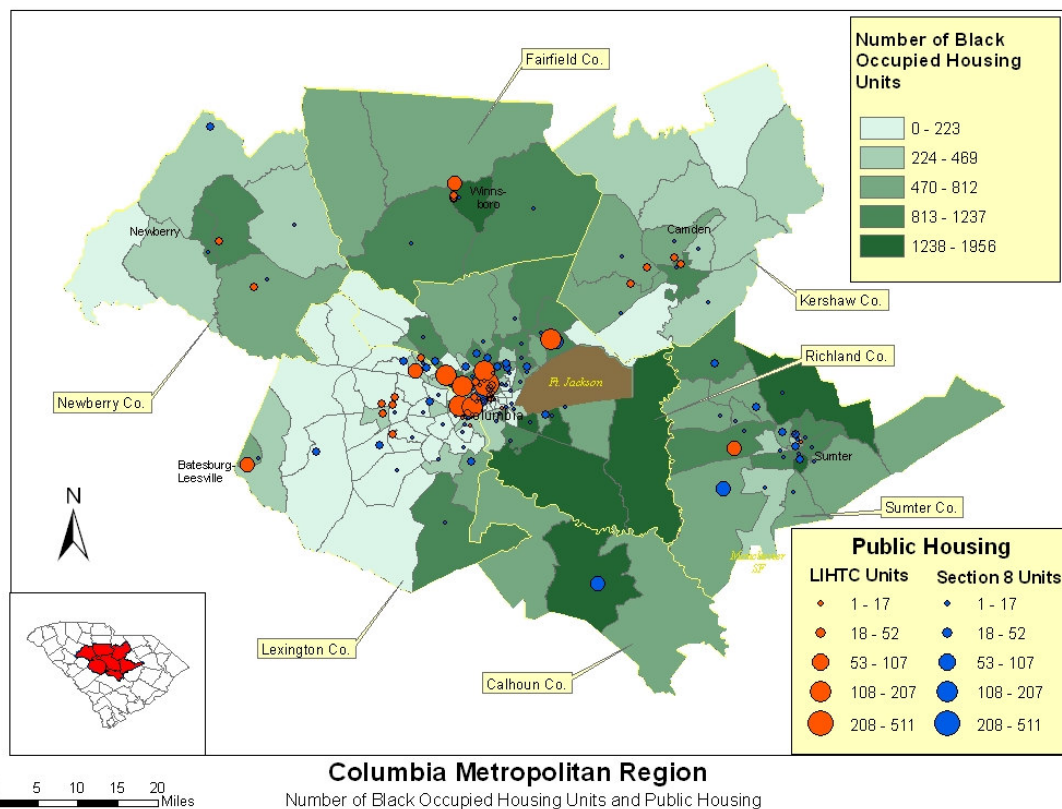 Number of Black
Occupied Housing
Units
0 - 223
224 - 469
470 - 812
813 - 1237
1238 - 1956
Fairfield Co.
Winns-
boro
Newberry
Camden
Kershaw Co.
Richland Co.
Newberry Co.
Ft. Jackson
Columbia
Batesburg-
Leesville
Sumter
Sumter Co.
N
SF
Lexington Co.
Calhoun Co.
Public Housing
LIHTC Units
Section 8 Units
1 - 17
1 - 17
18 - 52
18 - 52
53 - 107
53 - 107
108 - 207
108 - 207
208 - 511
208 - 511
Columbia Metropolitan Region
5 10 15 20
Miles
Number of Black Occupied Housing Units and Public Housing